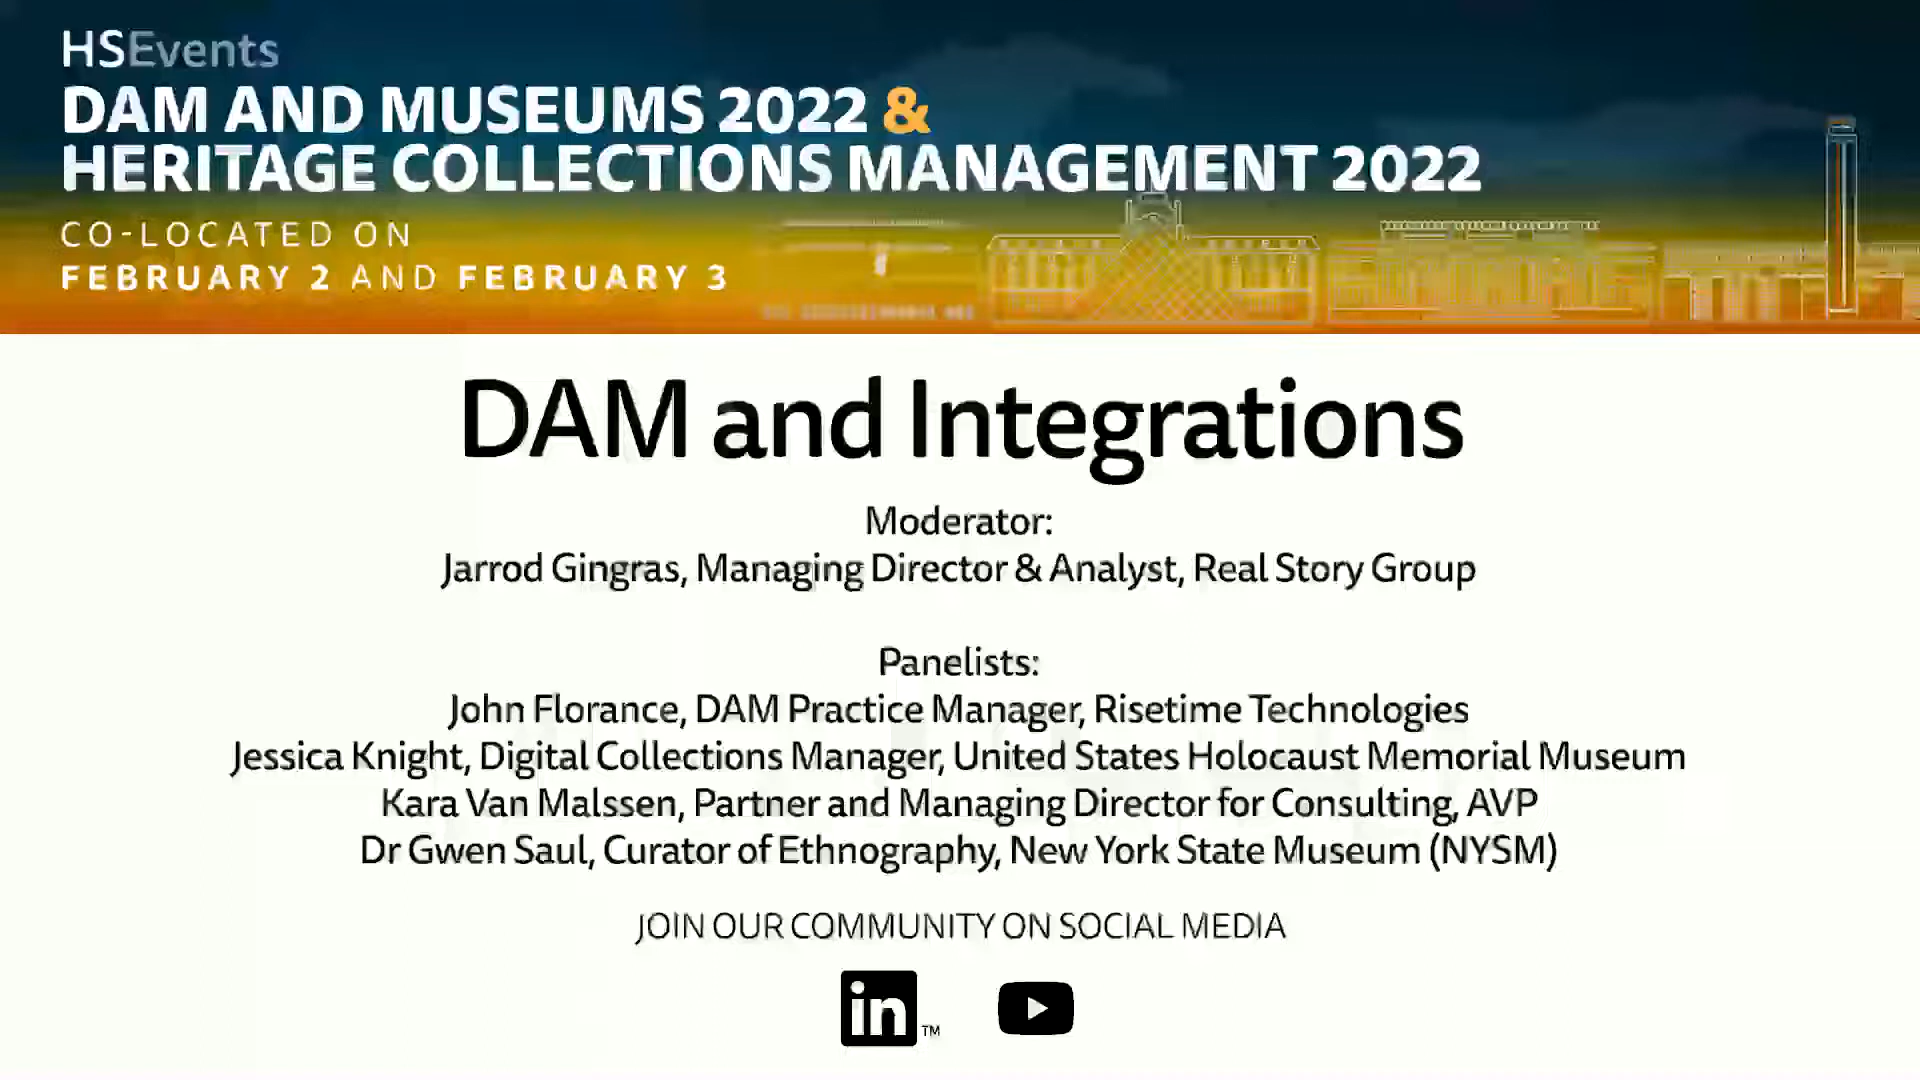 HSEvents
DAM AND MUSEUMS 2022 &
HERITAGE COLLECTIONS MANAGEMENT 2022
CO-LOCATED ON
FEBRUARY 2 AND FEBRUARY 3
DAM and Integrations
Moderator:
Jarrod Gingras, Managing Director & Analyst, Real Story Group
Panelists:
John Florance, DAM Practice Manager, Risetime Technologies
Jessica Knight, Digital Collections Manager, United States Holocaust Memorial Museum
Kara Van Malssen, Partner and Managing Director for Consulting, AVP
Dr Gwen Saul, Curator of Ethnography, New York State Museum (NYSM)
JOIN OUR COMMUNITY ON SOCIAL MEDIA
in TM